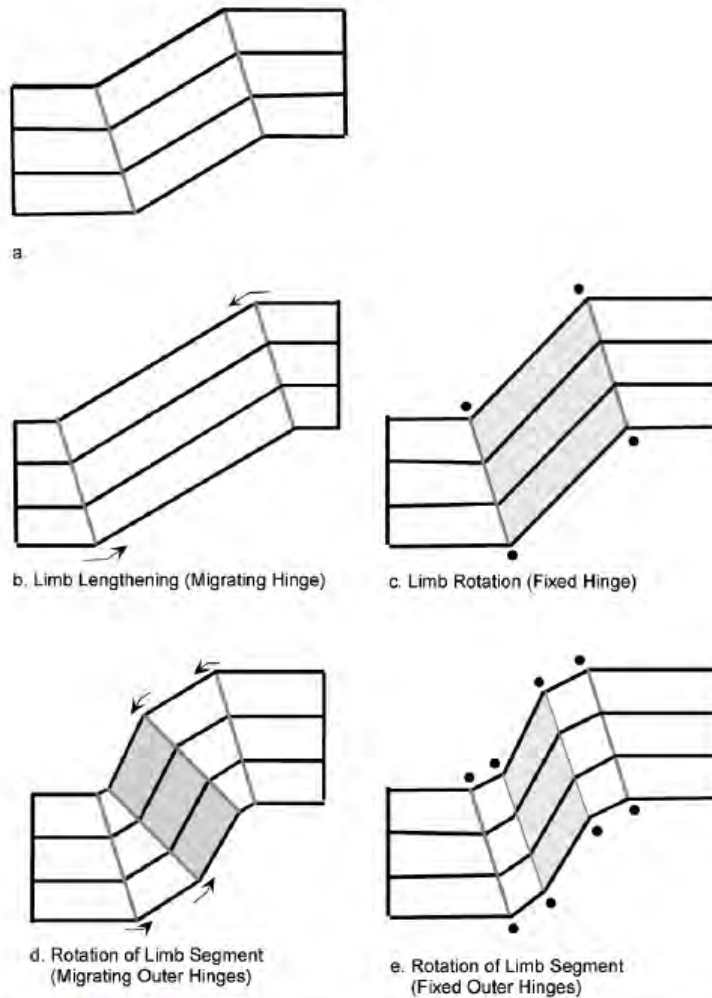 a.
b. Limb Lengthening (Migrating Hinge)
c. Limb Rotation (Fixed Hinge)
d. Rotation of Limb Segment
(Migrating Outer Hinges)
e. Rotation of Limb Segment
(Fixed Outer Hinges)